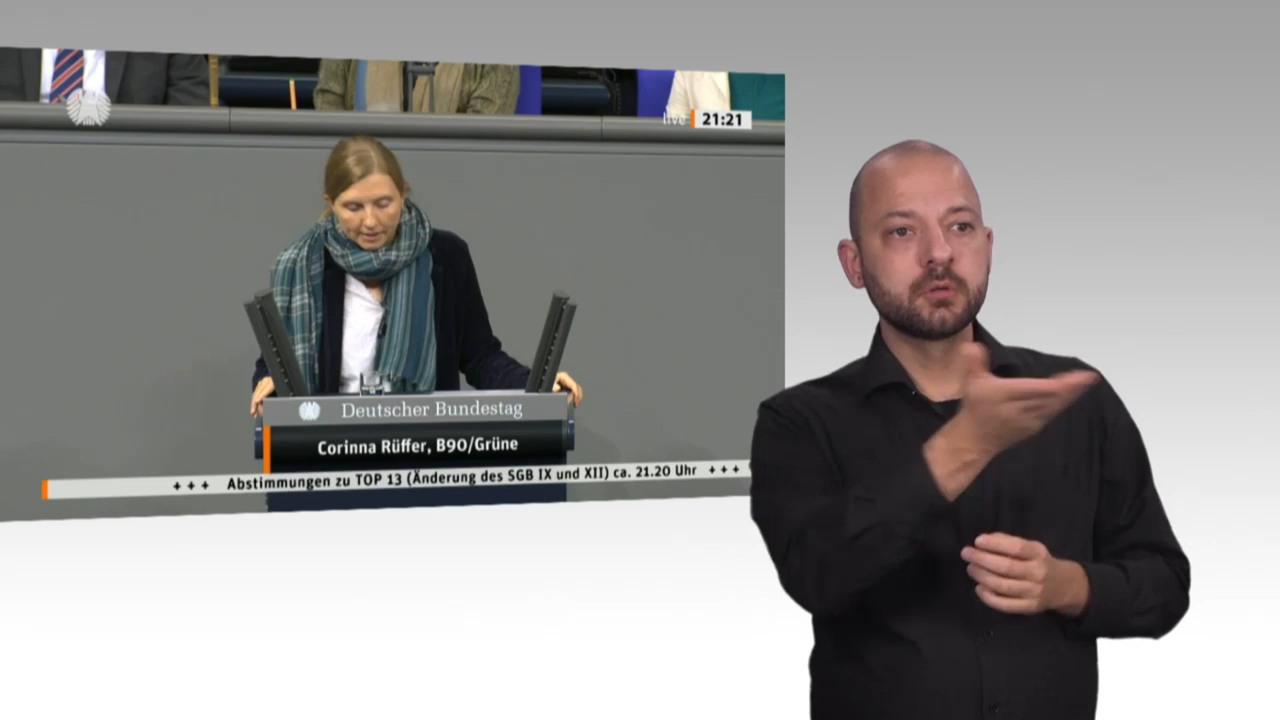 live 21:21
Deutscher Bundestag
Corinna Rüffer, B90/Grüne
+ + + Abstimmungen zu TOP 13 (Änderung des SGB IX und XII) ca. 21.20 Uhr + + +